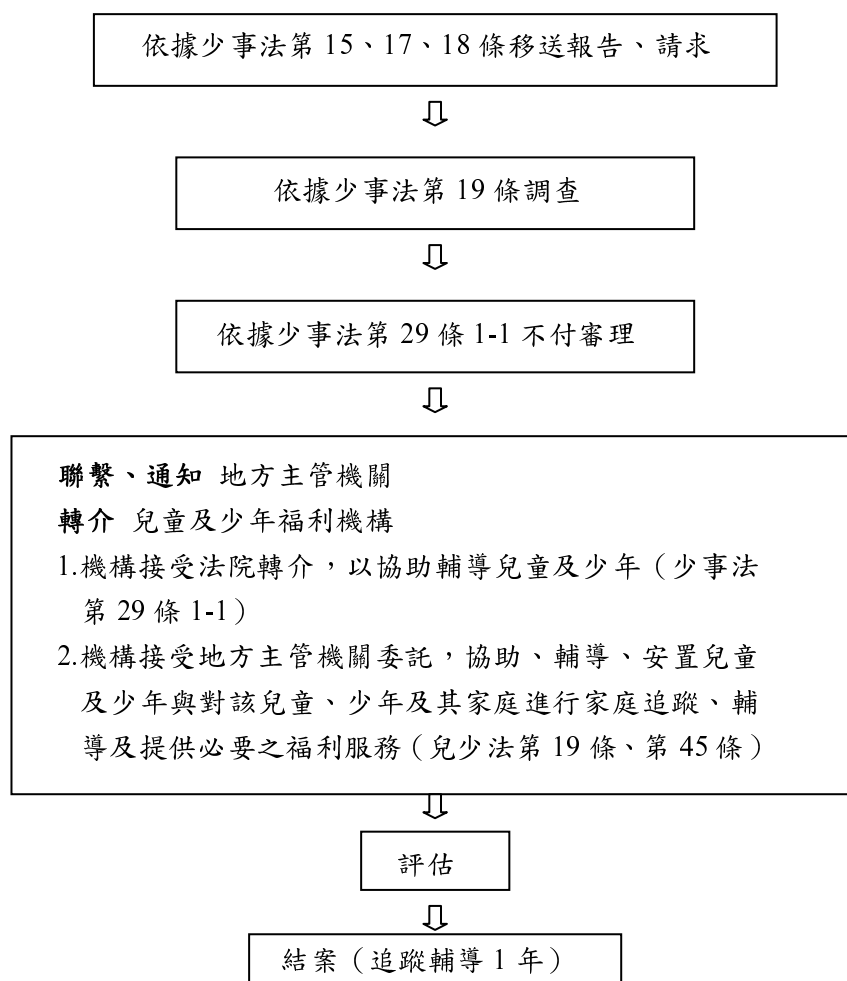 依據少事法第 15、17、18 條移送報告、請求
依據少事法第 19 條調查
依據少事法第 29 條 1-1 不付審理
聯繫、通知 地方主管機關
轉介 兒童及少年福利機構
1.機構接受法院轉介，以協助輔導兒童及少年（少事法
第 29 條 1-1）
2.機構接受地方主管機關委託，協助、輔導、安置兒童
及少年與對該兒童、少年及其家庭進行家庭追蹤、輔
導及提供必要之福利服務（兒少法第 19 條、第 45 條）
評估
結案（追蹤輔導 1 年）